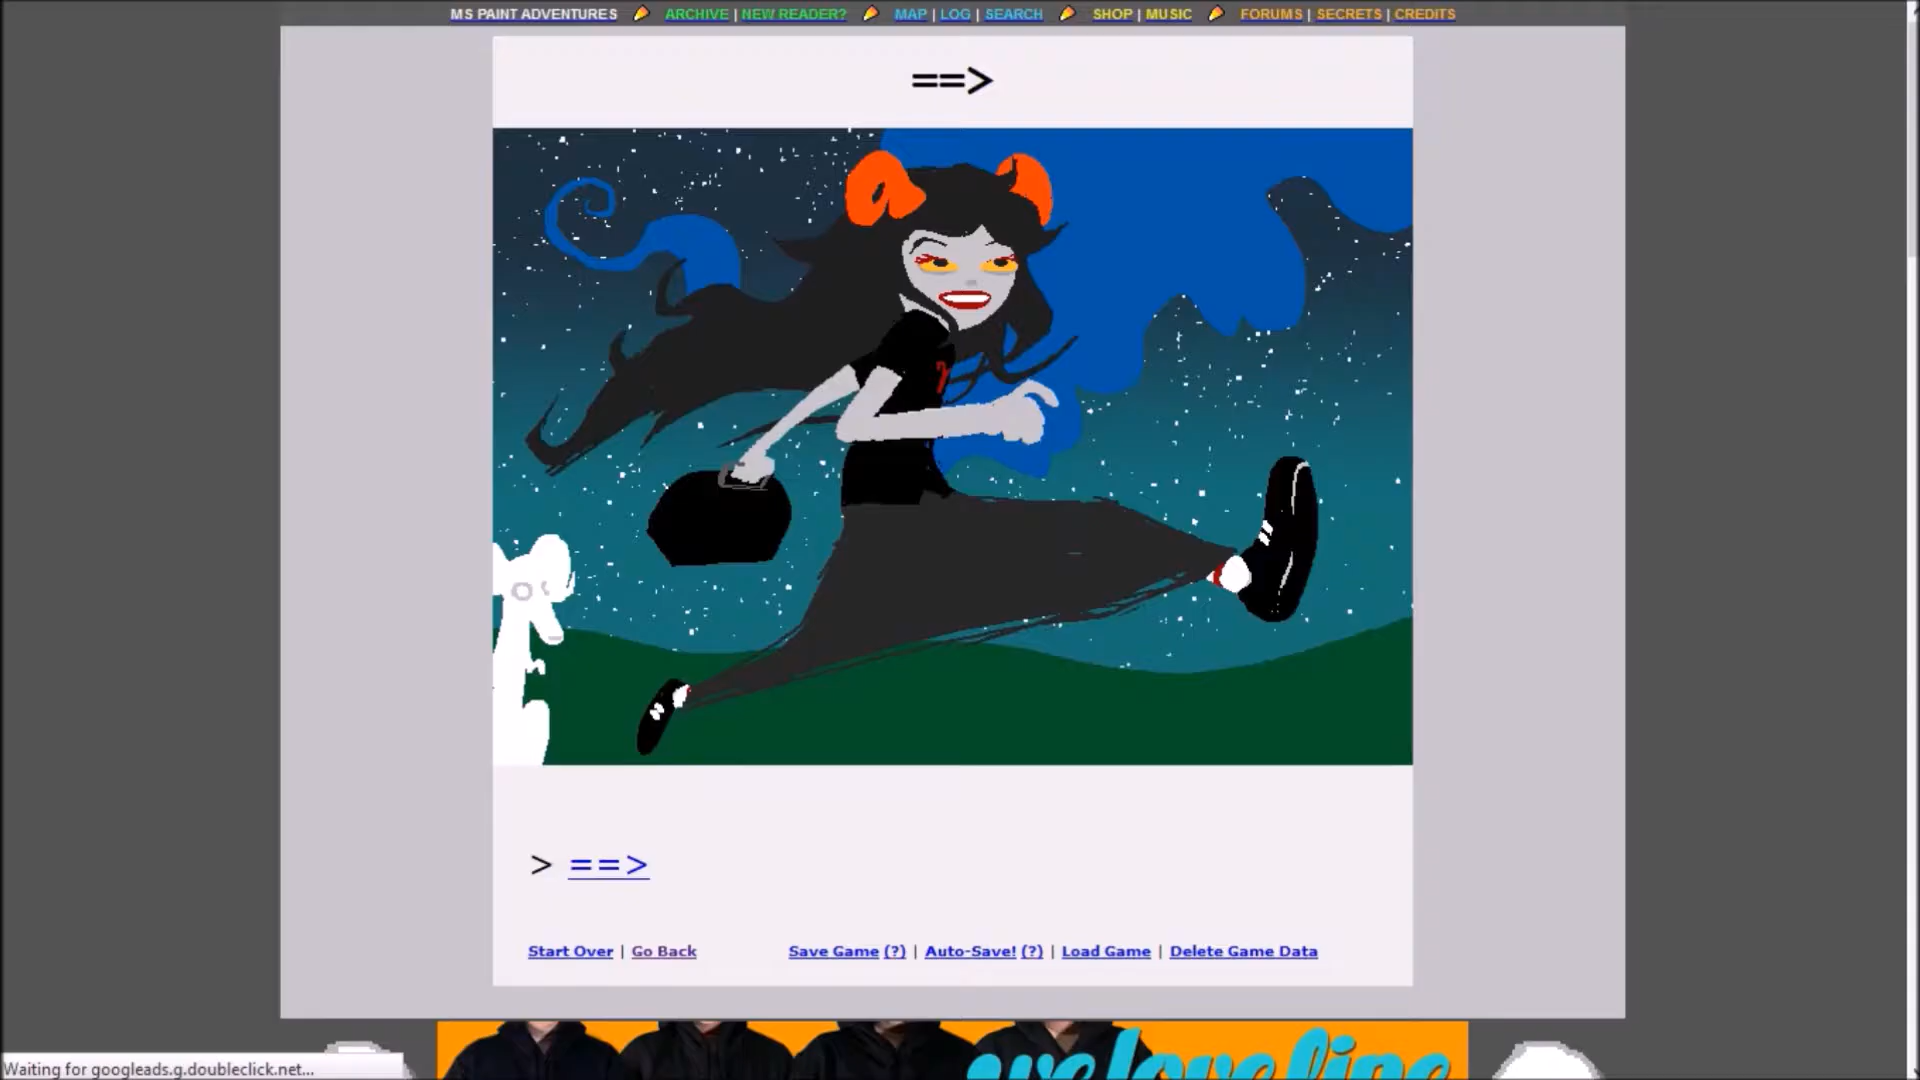 MS PAINT ADVENTURES ARCHIVE | NEW READER? MAP | LOG | SEARCH SHOP | MUSIC FORUMS | SECRETS | CREDITS
==>
> ==>
Start Over | Go Back Save Game (?) | Auto-Save! (?) | Load Game | Delete Game Data
welovefine
Waiting for googleads.g.doubleclick.net...